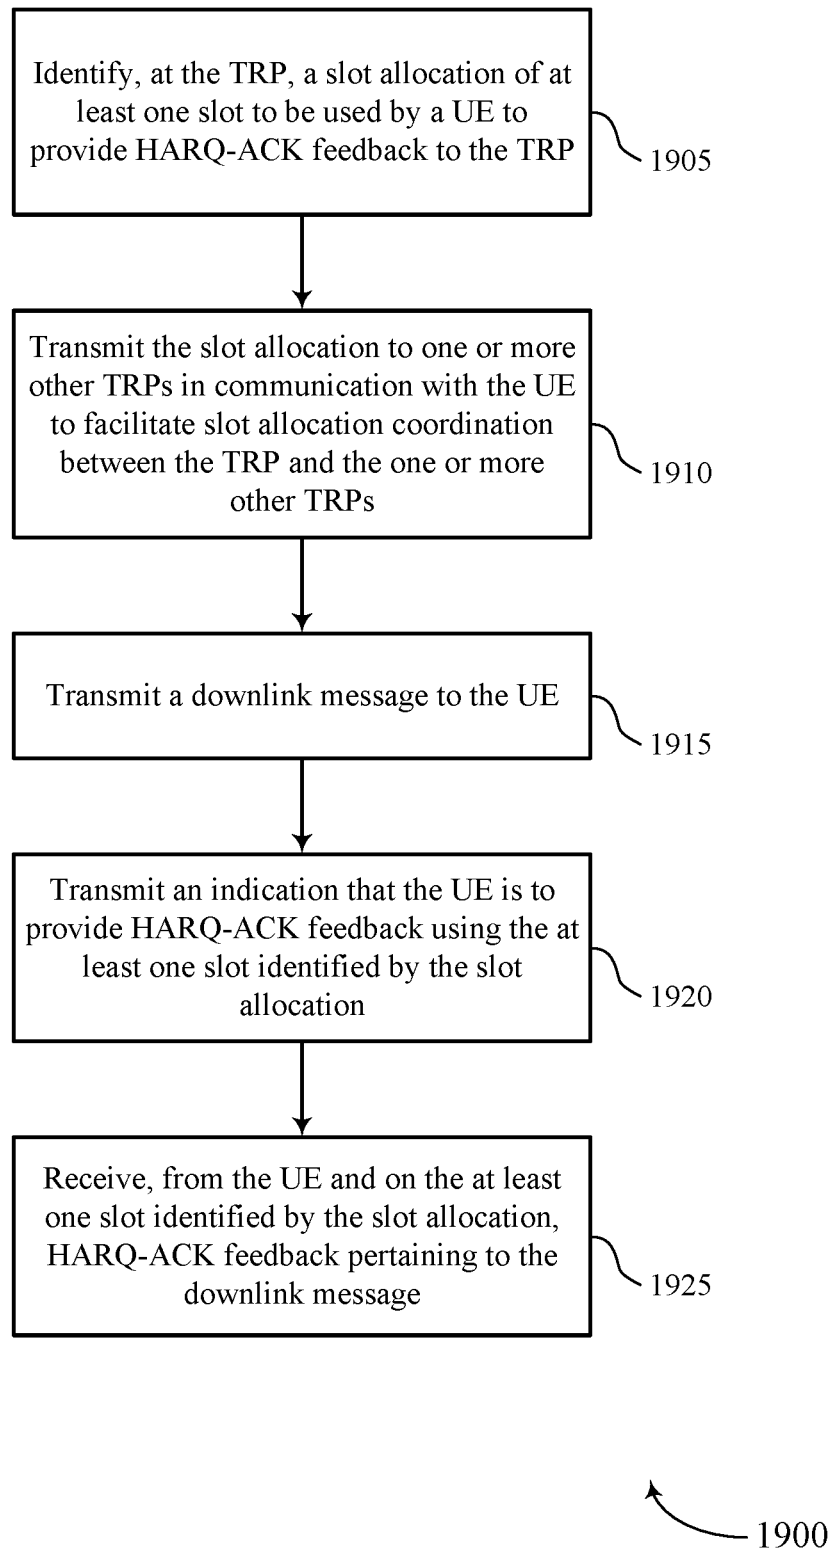 Identify, at the TRP, a slot allocation of at
least one slot to be used by a UE to
provide HARQ-ACK feedback to the TRP
1905
Transmit the slot allocation to one or more
other TRPs in communication with the UE
to facilitate slot allocation coordination
between the TRP and the one or more
other TRPs
1910
Transmit a downlink message to the UE
1915
Transmit an indication that the UE is to
provide HARQ-ACK feedback using the at
least one slot identified by the slot
allocation
1920
Receive, from the UE and on the at least
one slot identified by the slot allocation,
HARQ-ACK feedback pertaining to the
downlink message
1925
1900